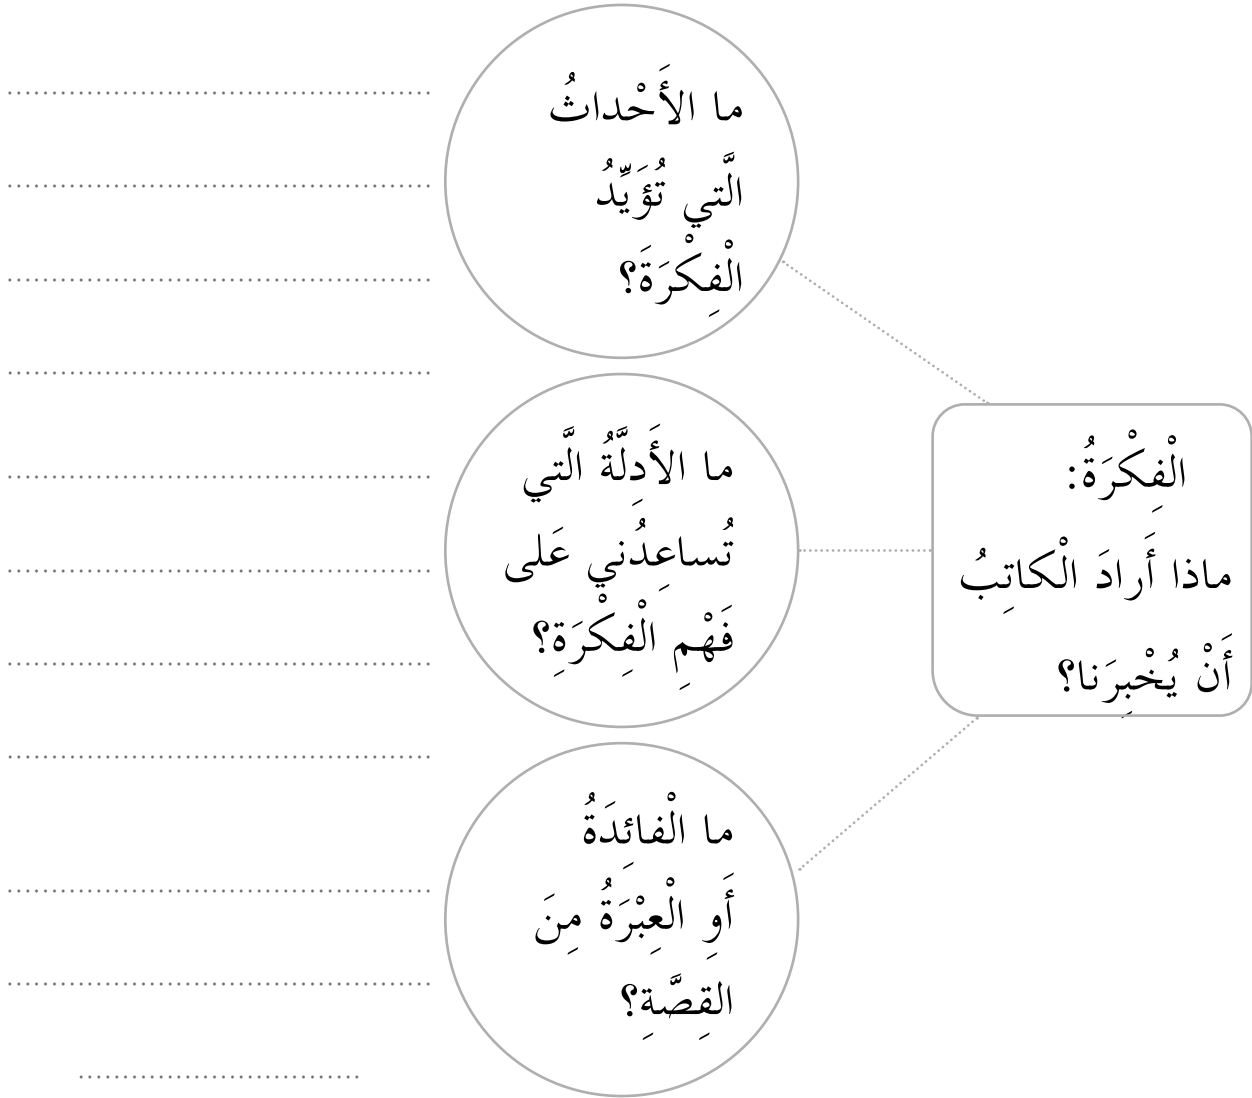 الْفِكْرَةُ:
ماذا أَرادَ الْكاتِبُ
أَنْ يُخْبِرَنا؟
ما الأَحْداثُ
الَّتي تُؤَيِّدُ
الْفِكْرَةَ؟
ما الأَدِلَّةُ الَّتي
تُساعِدُني عَلى
فَهْمِ الْفِكْرَةِ؟
ما الْفائِدَةُ
أَوِ الْعِبْرَةُ مِنَ
القِصَّةِ؟